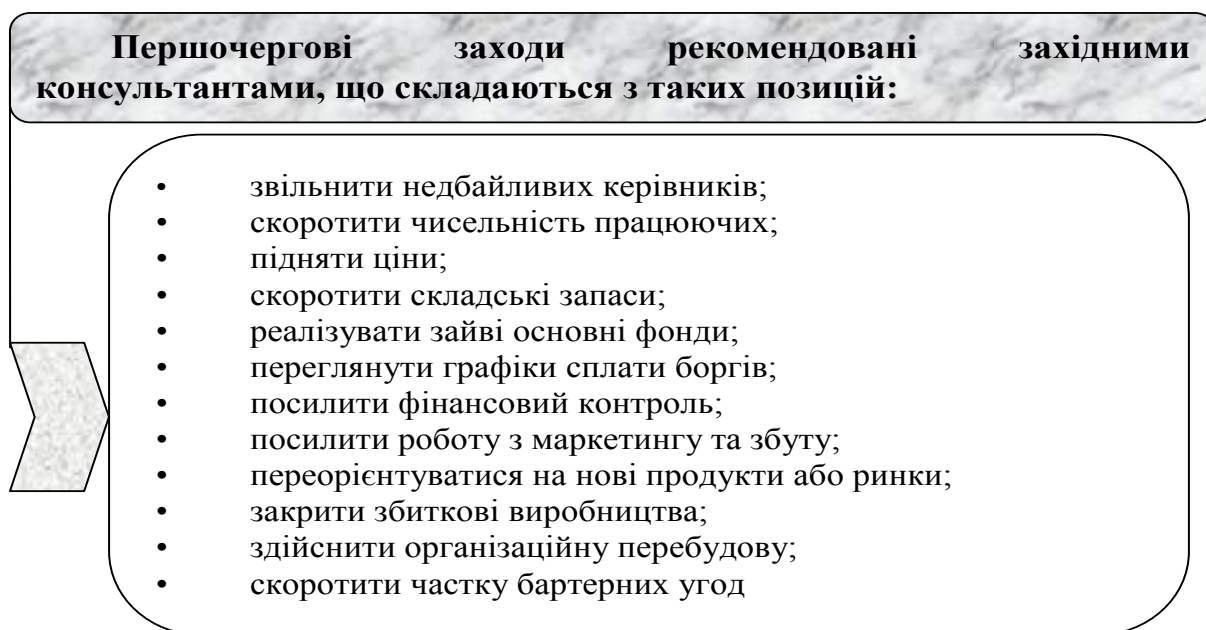 Першочергові заходи рекомендовані західними
консультантами, що складаються з таких позицій:
• звільнити недбайливих керівників;
• скоротити чисельність працюючих;
• підняти ціни;
• скоротити складські запаси;
• реалізувати зайві основні фонди;
• переглянути графіки сплати боргів;
• посилити фінансовий контроль;
• посилити роботу з маркетингу та збуту;
• переорієнтуватися на нові продукти або ринки;
• закрити збиткові виробництва;
• здійснити організаційну перебудову;
• скоротити частку бартерних угод